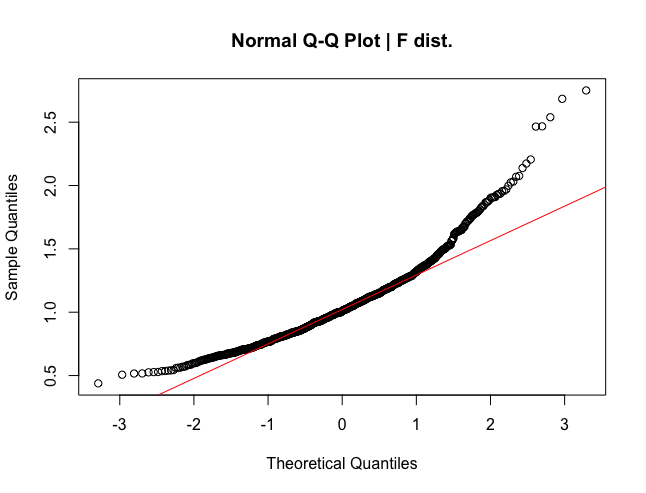 Normal Q-Q Plot | F dist.
Sample Quantiles
2.5
2.0
1.5
1.0
0.5
-3 -2 -1 0 1 2 3
Theoretical Quantiles